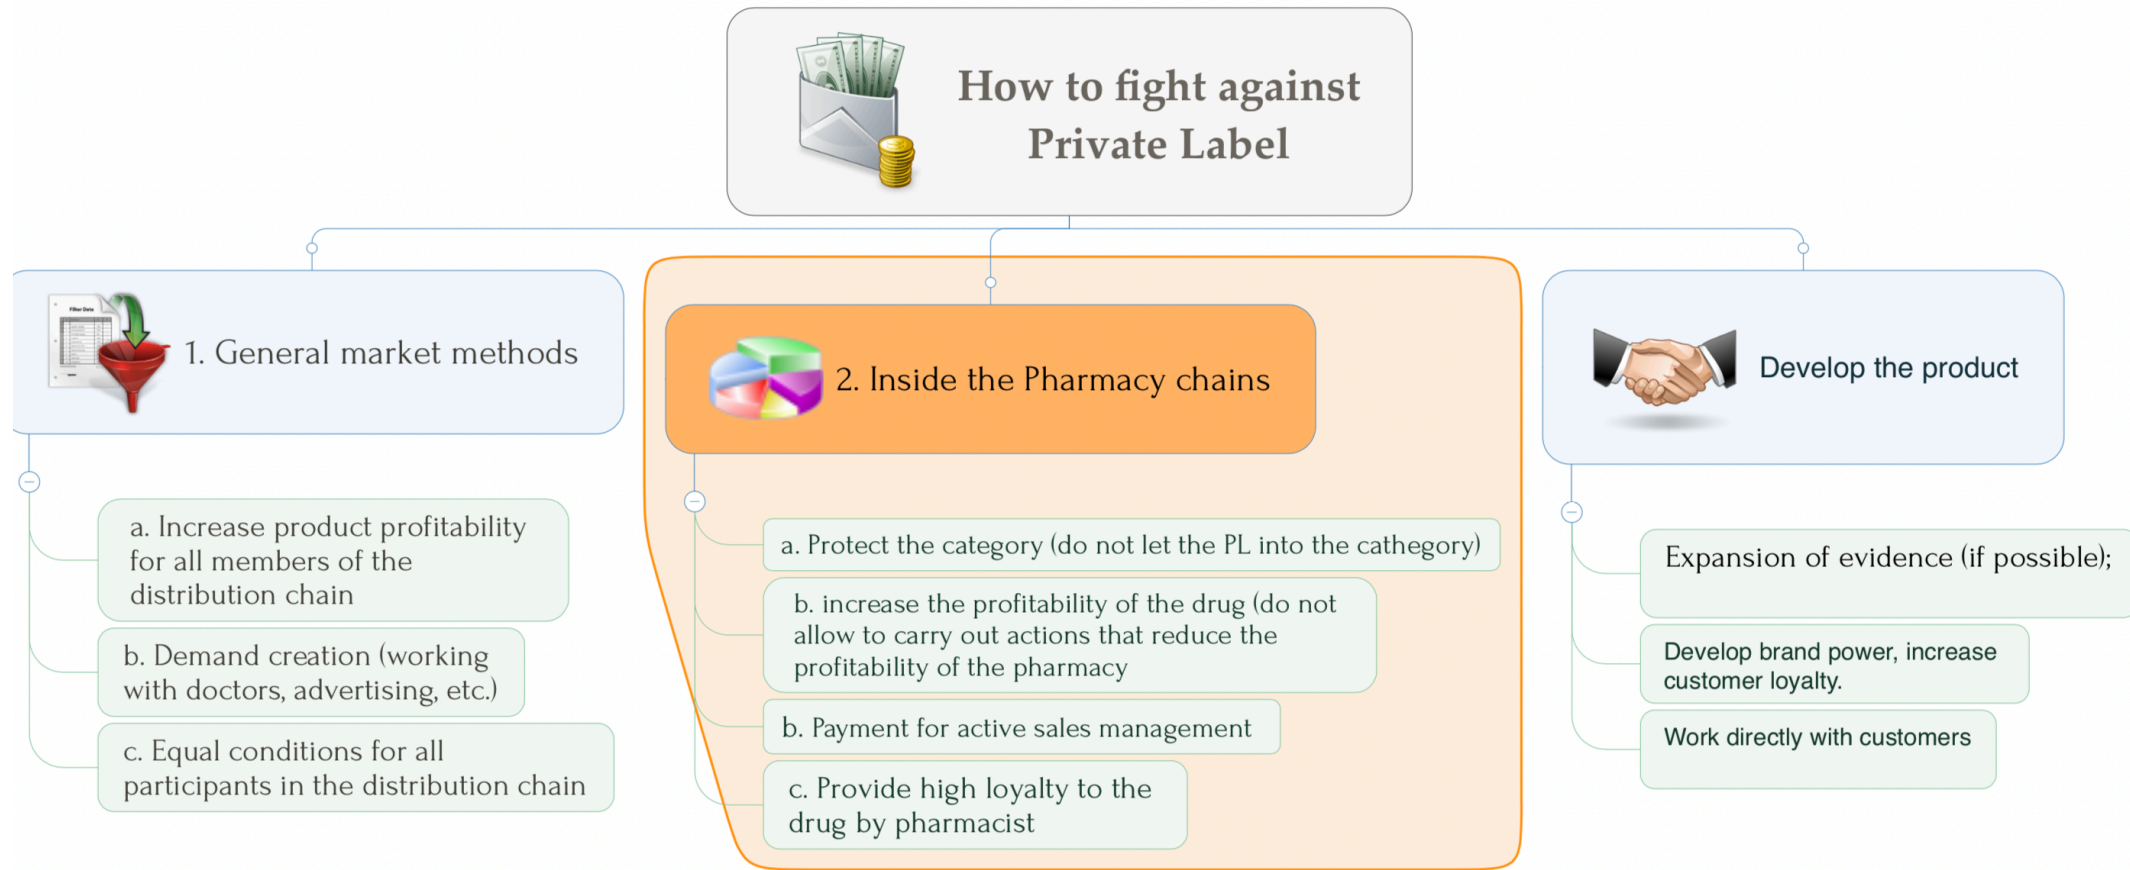 How to fight against
Private Label
Filter Data
1. General market methods
a. Increase product profitability
for all members of the
distribution chain
b. Demand creation (working
with doctors, advertising, etc.)
c. Equal conditions for all
participants in the distribution chain
2. Inside the Pharmacy chains
a. Protect the category (do not let the PL into the cathegory)
b. increase the profitability of the drug (do not
allow to carry out actions that reduce the
profitability of the pharmacy
b. Payment for active sales management
c. Provide high loyalty to the
drug by pharmacist
Develop the product
Expansion of evidence (if possible);
Develop brand power, increase
customer loyalty.
Work directly with customers